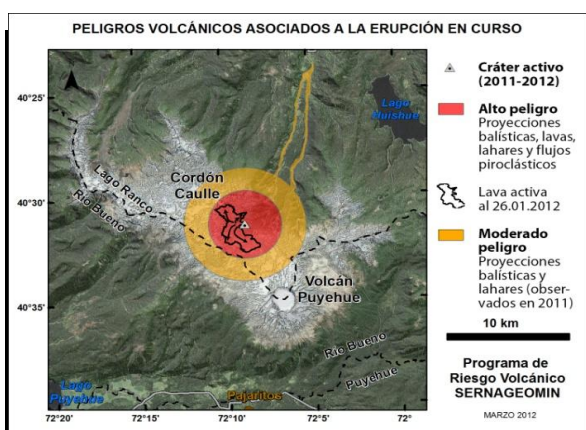 PELIGROS VOLCÁNICOS ASOCIADOS A LA ERUPCIÓN EN CURSO
40°25'
40°30'
40°35'
72°20'
72°15'
72°10'
72°5'
72°
Lago
Huishue
Cordón
Caulle
Lago Ranco
Río Bueno
Volcán
Puyehue
Río Bueno
Puyehue
Lago
Puyehue
Pajaritos
Cráter activo
(2011-2012)
Alto peligro
Proyecciones
balísticas, lavas,
lahares y flujos
piroclásticos
Lava activa
al 26.01.2012
Moderado
peligro
Proyecciones
balísticas y
lahares (obser-
vados en 2011)
10 km
Programa de
Riesgo Volcánico
SERNAGEOMIN
MARZO 2012